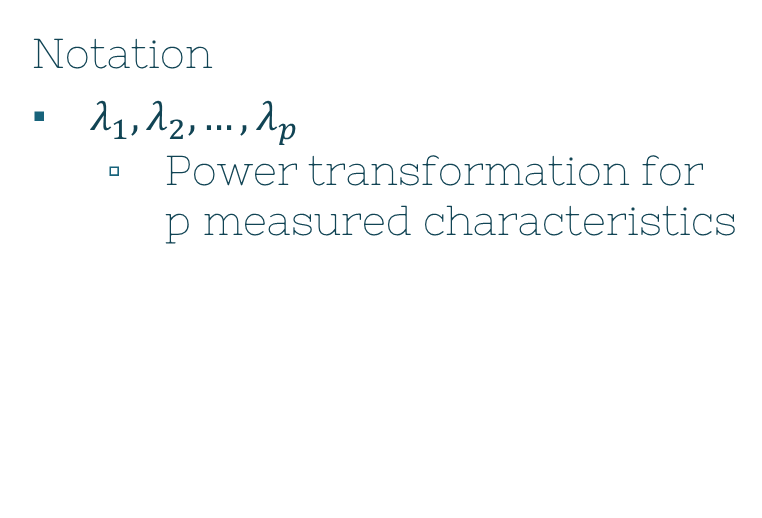 Notation
▪ 𝜆₁, 𝜆₂, … , 𝜆ₚ
▫ Power transformation for
p measured characteristics